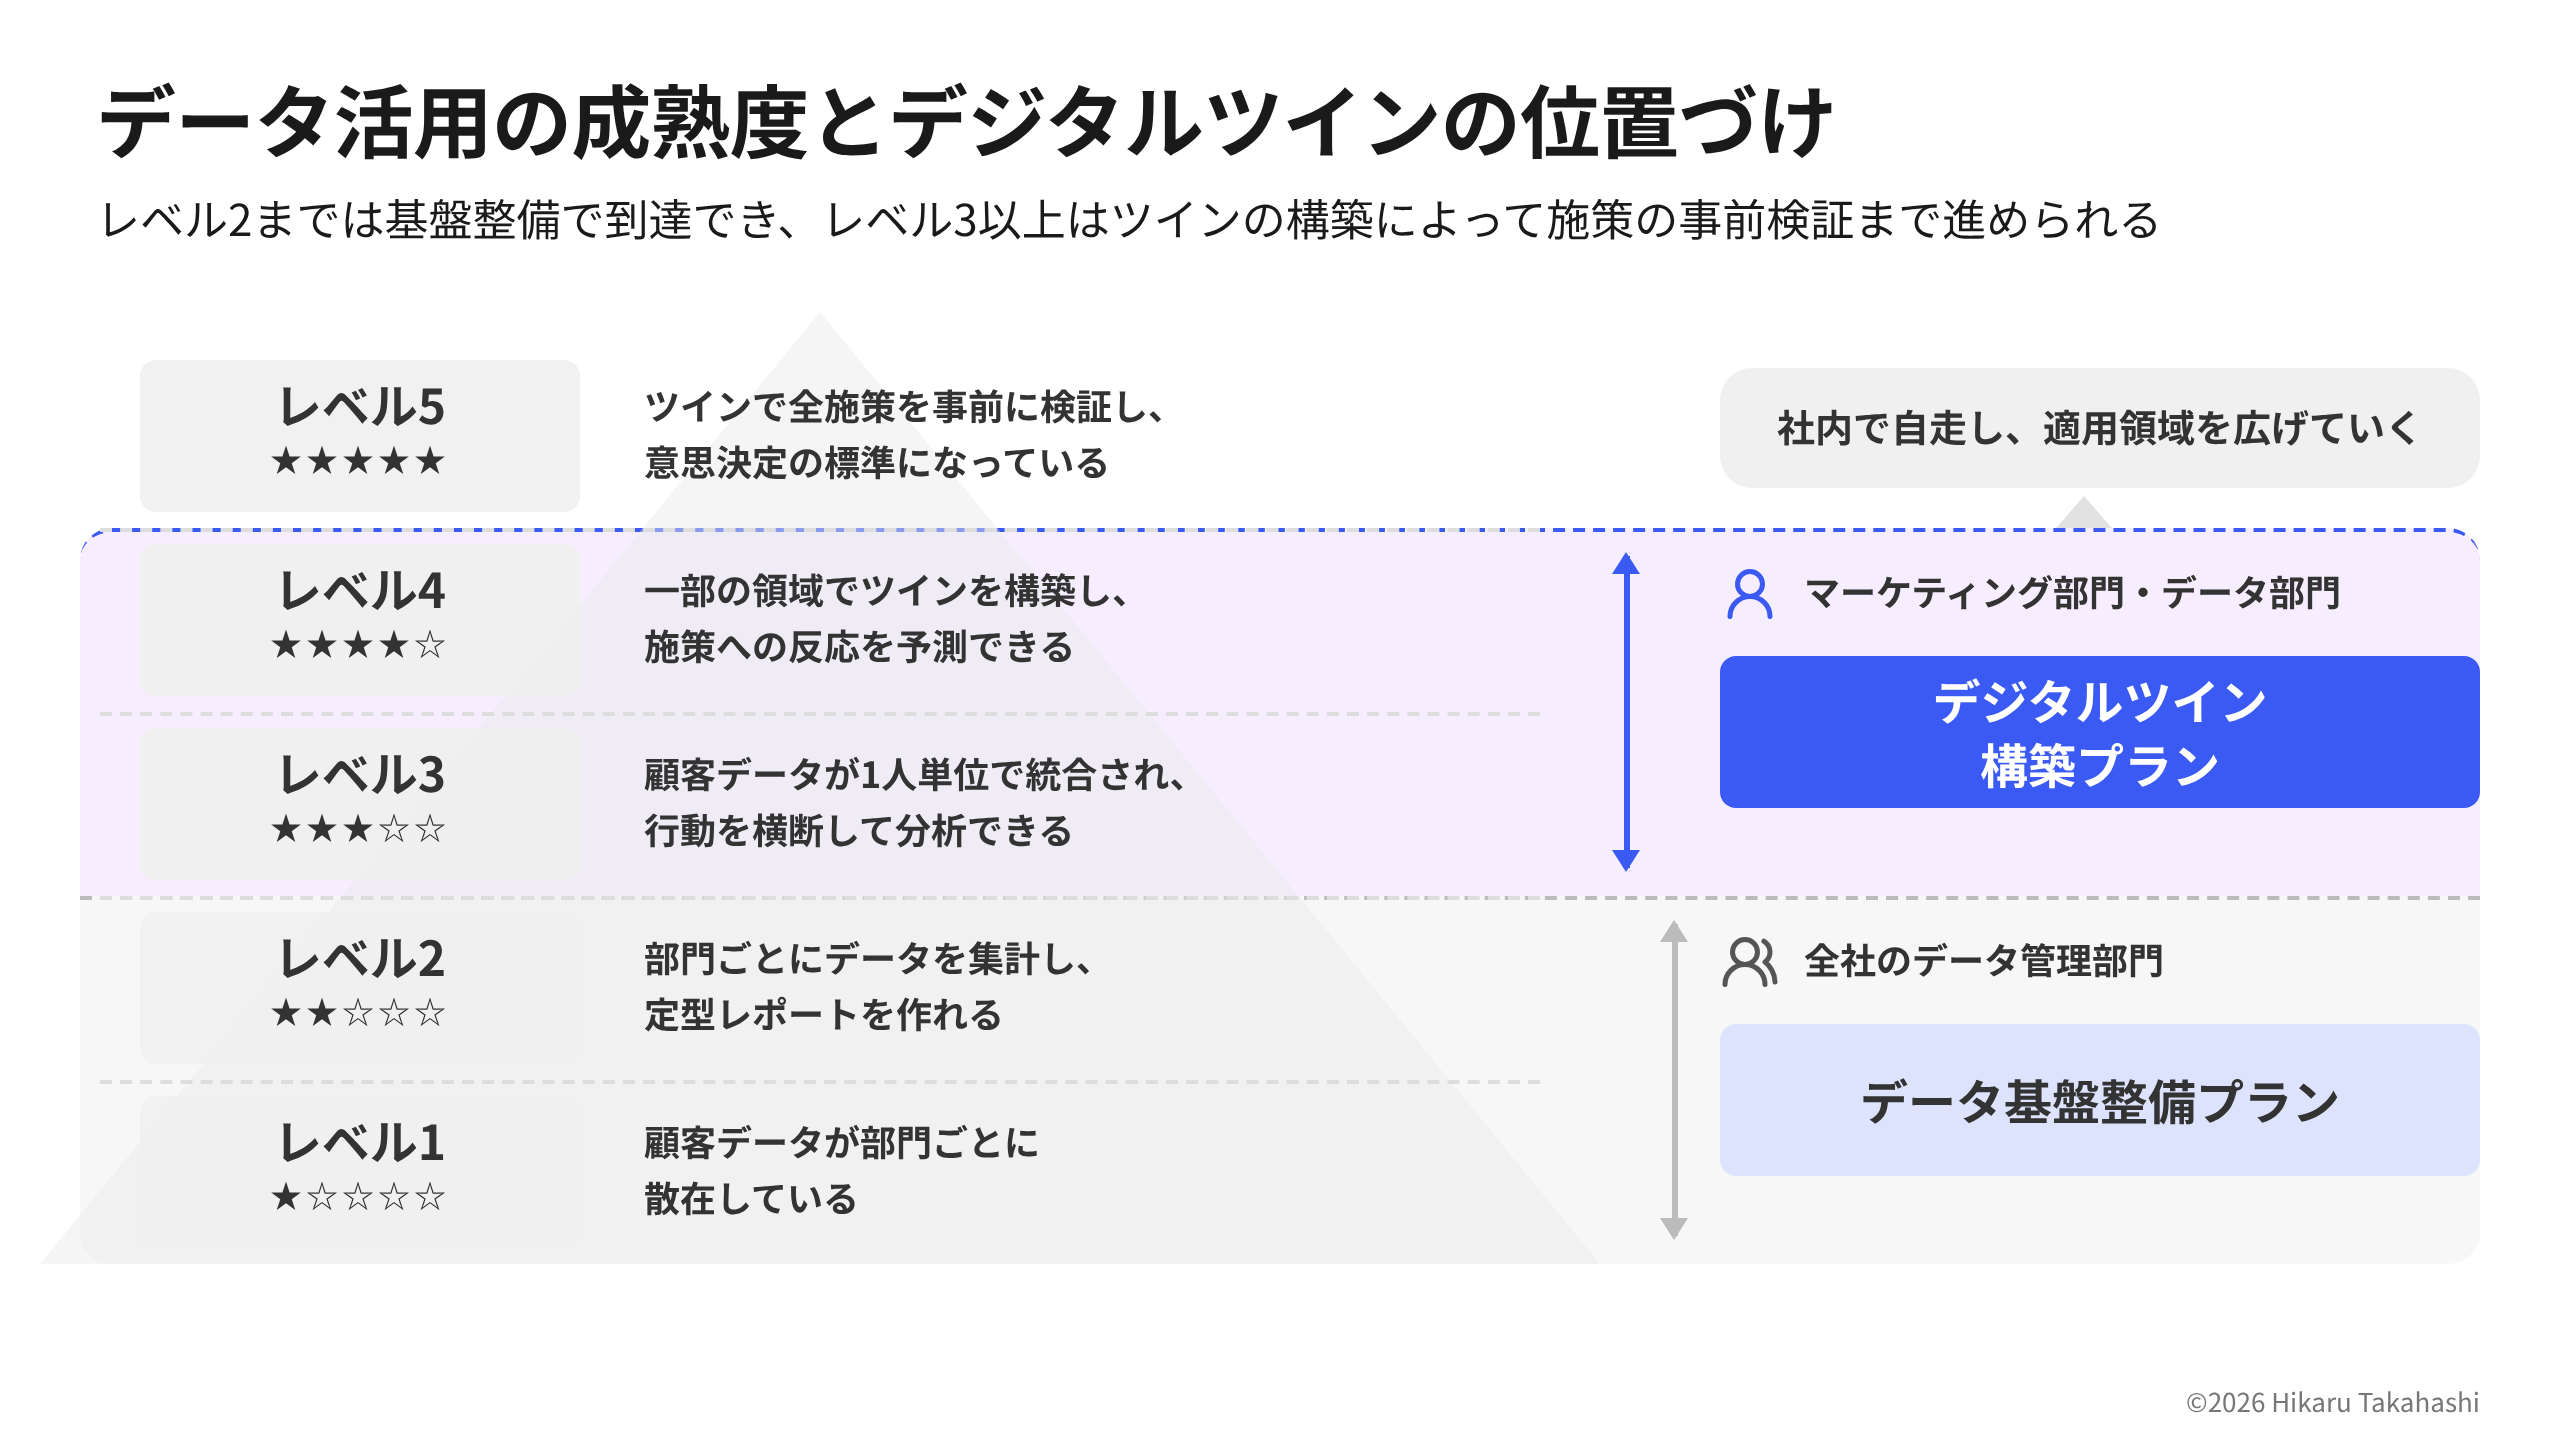 データ活用の成熟度とデジタルツインの位置づけ
レベル2までは基盤整備で到達でき、レベル3以上はツインの構築によって施策の事前検証まで進められる
レベル5
★★★★★
ツインで全施策を事前に検証し、
意思決定の標準になっている
社内で自走し、適用領域を広げていく
レベル4
★★★★☆
一部の領域でツインを構築し、
施策への反応を予測できる
マーケティング部門・データ部門
デジタルツイン
構築プラン
レベル3
★★★☆☆
顧客データが1人単位で統合され、
行動を横断して分析できる
レベル2
★★☆☆☆
部門ごとにデータを集計し、
定型レポートを作れる
全社のデータ管理部門
データ基盤整備プラン
レベル1
★☆☆☆☆
顧客データが部門ごとに
散在している
©2026 Hikaru Takahashi